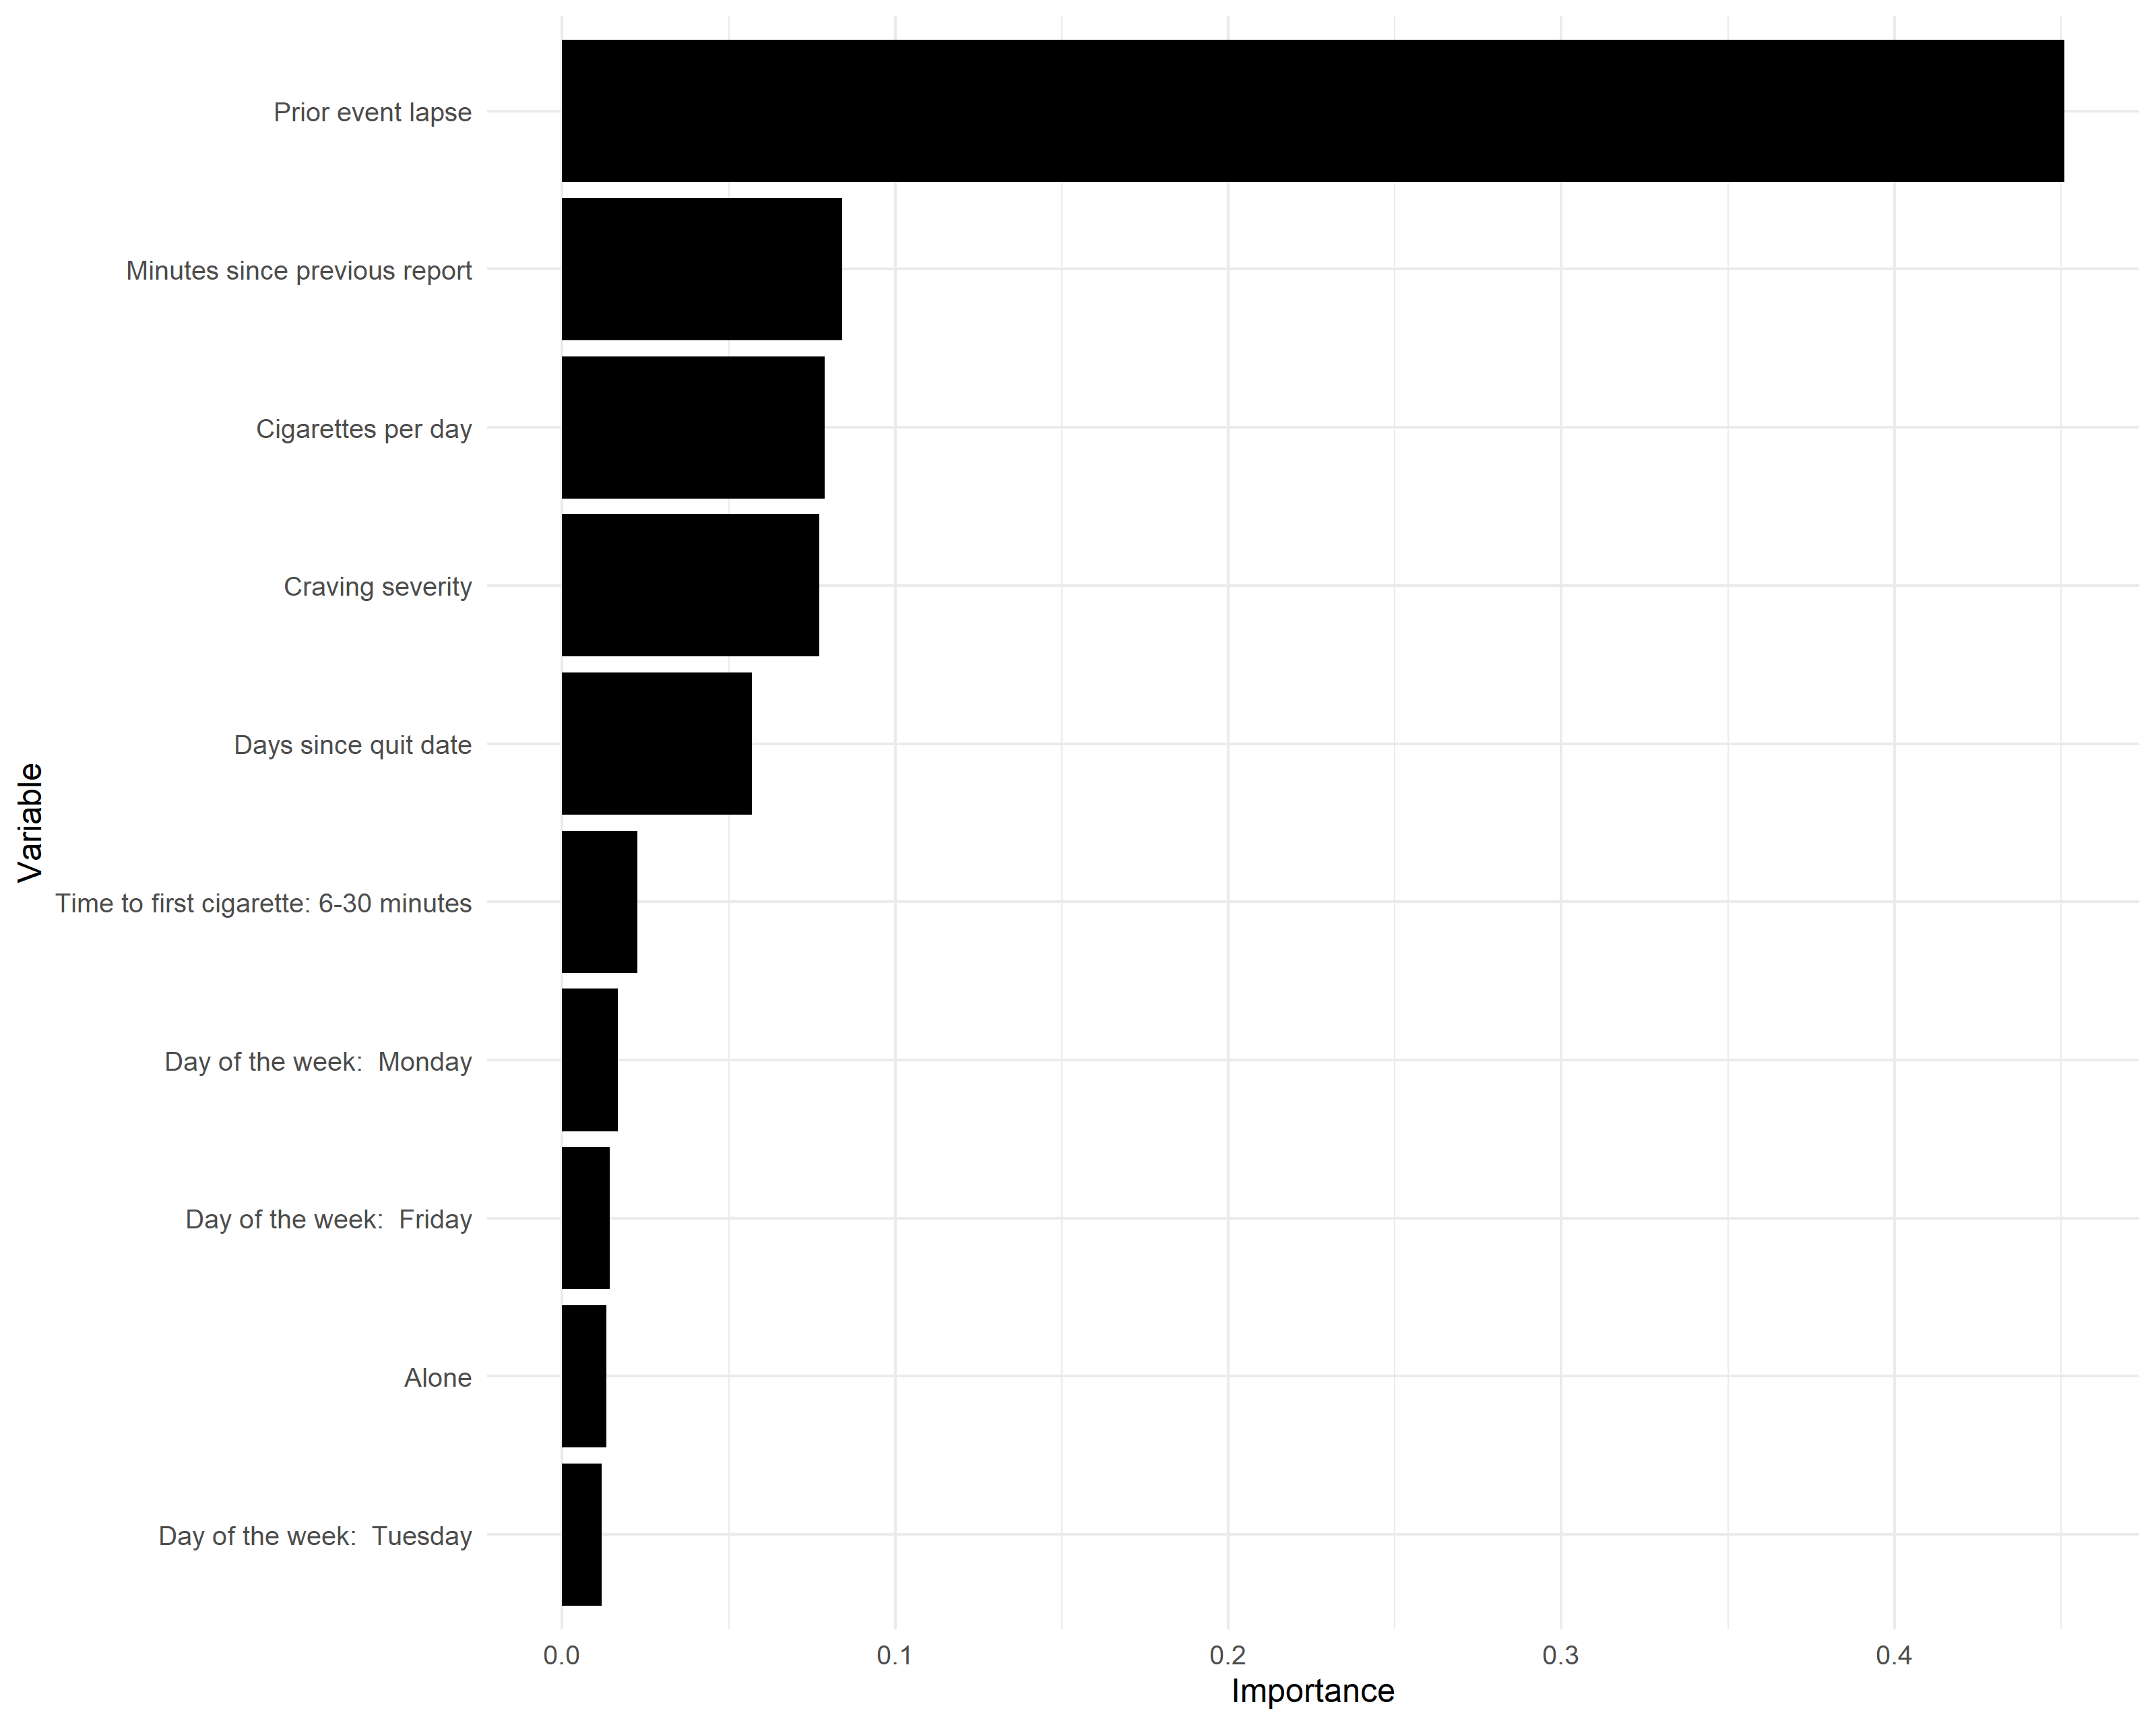 Variable
Prior event lapse
Minutes since previous report
Cigarettes per day
Craving severity
Days since quit date
Time to first cigarette: 6-30 minutes
Day of the week:  Monday
Day of the week:  Friday
Alone
Day of the week:  Tuesday
0.0 0.1 0.2 0.3 0.4
Importance